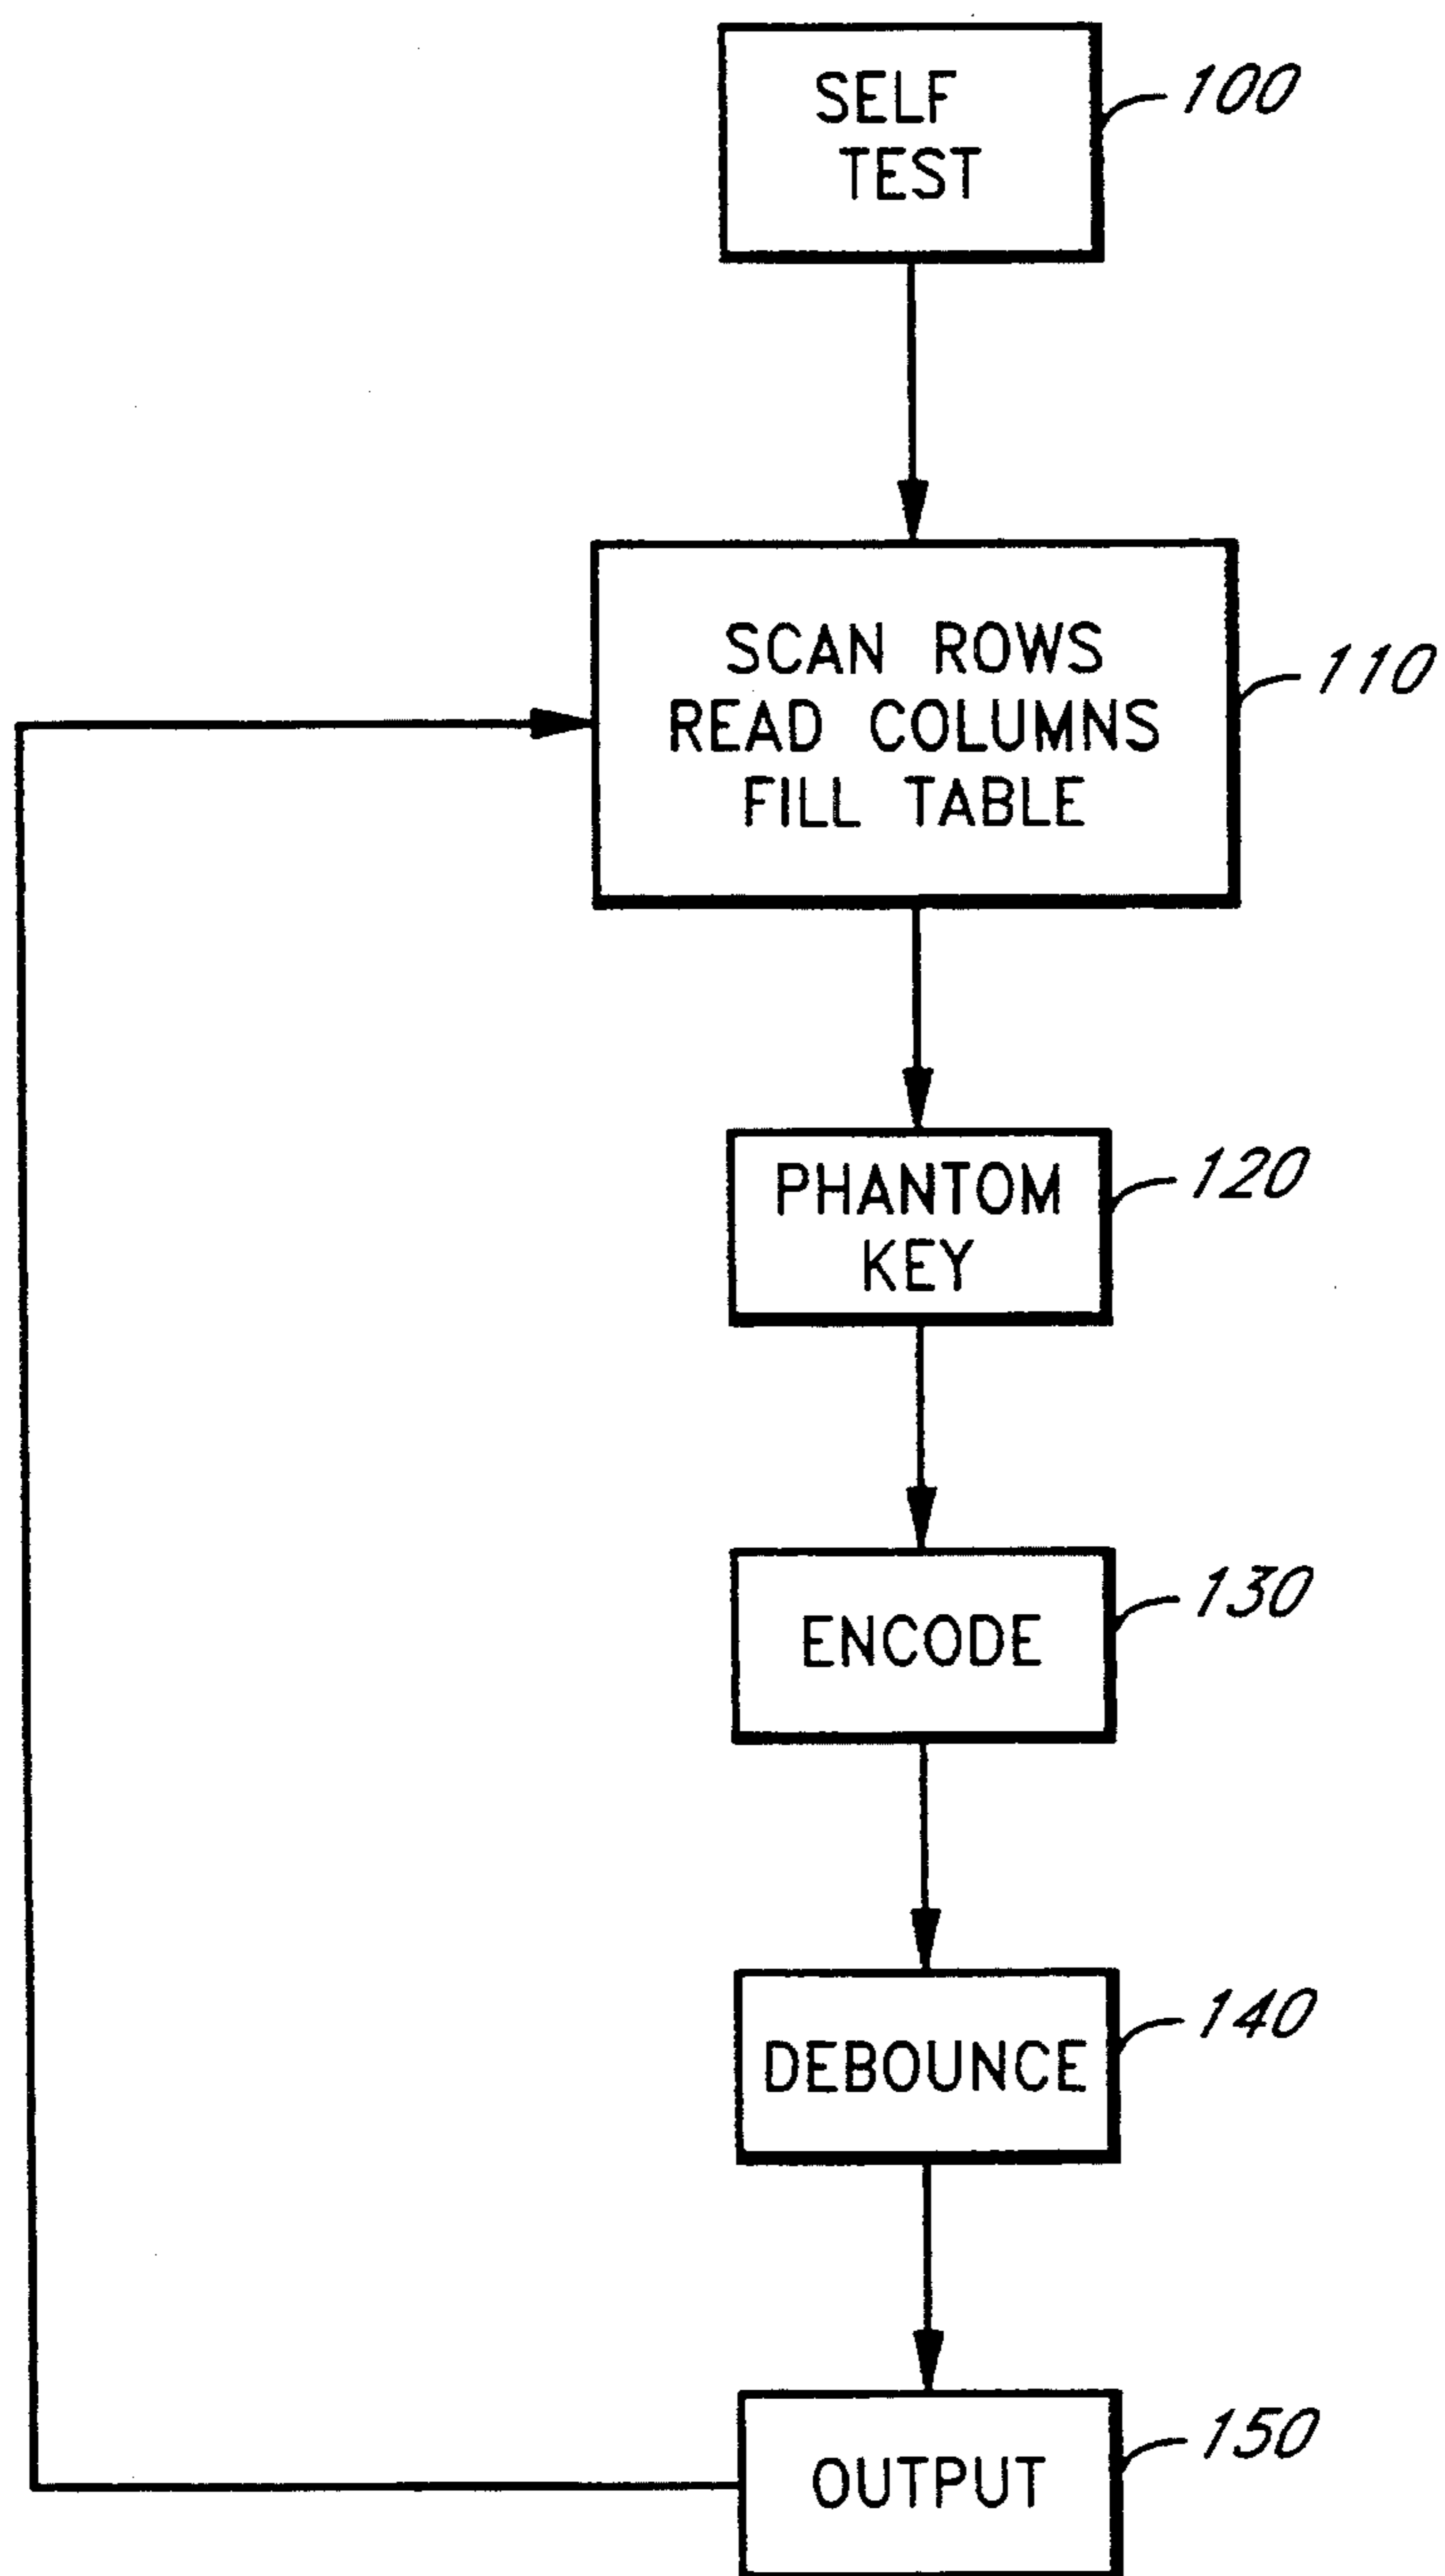 SELF
TEST
100
SCAN ROWS
READ COLUMNS
FILL TABLE
110
PHANTOM
KEY
120
ENCODE
130
DEBOUNCE
140
OUTPUT
150